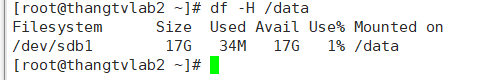 [root@thangtvlab2 ~]# df -H /data
Filesystem      Size  Used Avail Use% Mounted on
/dev/sdb1        17G   34M   17G   1% /data
[root@thangtvlab2 ~]#